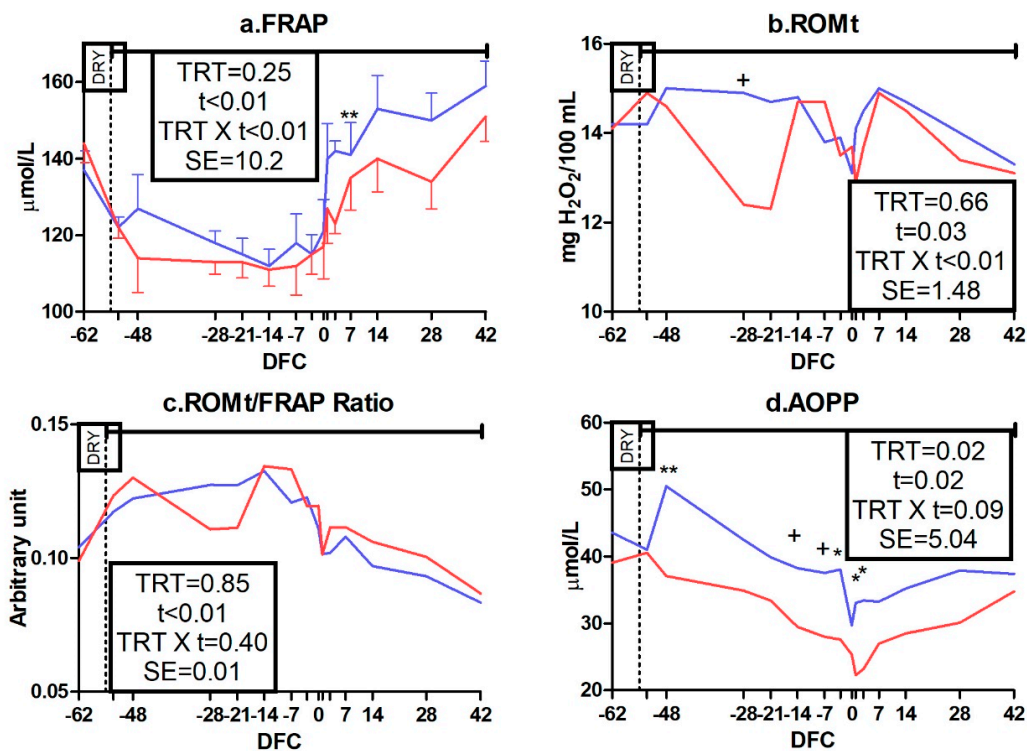 a.FRAP
DRY
TRT=0.25
t<0.01
TRT X t<0.01
SE=10.2
**
μmol/L
160
140
120
100
-62 -48 -28 -21 -14 -7 0 7 14 28 42
DFC
b.ROMt
DRY
+
TRT=0.66
t=0.03
TRT X t<0.01
SE=1.48
mg H₂O₂/100 mL
16
14
12
10
-62 -48 -28 -21 -14 -7 0 7 14 28 42
DFC
c.ROMt/FRAP Ratio
DRY
TRT=0.85
t<0.01
TRT X t=0.40
SE=0.01
Arbitrary unit
0.15
0.10
0.05
-62 -48 -28 -21 -14 -7 0 7 14 28 42
DFC
d.AOPP
DRY
**
+ + * * *
TRT=0.02
t=0.02
TRT X t=0.09
SE=5.04
μmol/L
60
50
40
30
20
-62 -48 -28 -21 -14 -7 0 7 14 28 42
DFC